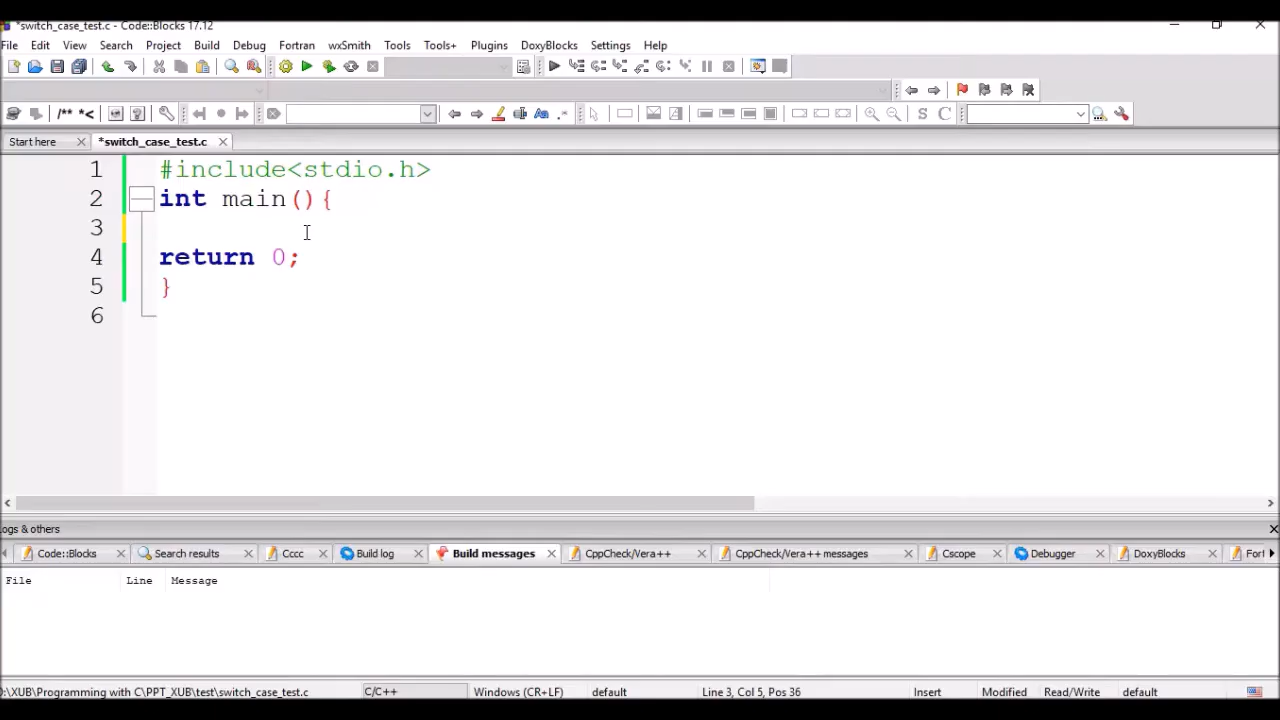 *switch_case_test.c - Code::Blocks 17.12
File Edit View Search Project Build Debug Fortran wxSmith Tools Tools+ Plugins DoxyBlocks Settings Help
/** *<
S C
Start here *switch_case_test.c
1 #include<stdio.h>
2 int main(){
3
4 return 0;
5 }
6
ogs & others
Code::Blocks Search results Cccc Build log Build messages CppCheck/Vera++ CppCheck/Vera++ messages Cscope Debugger DoxyBlocks Fort
File Line Message
:\XUB\Programming with C\PPT_XUB\test\switch_case_test.c C/C++ Windows (CR+LF) default Line 3, Col 5, Pos 36 Insert Modified Read/Write default